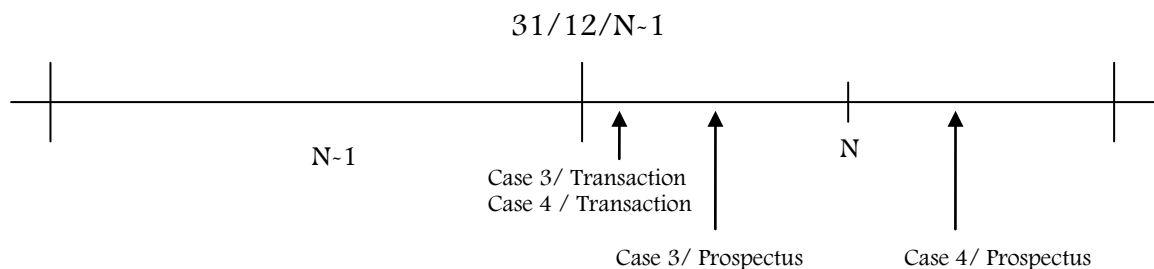 31/12/N-1
N-1
N
Case 3/ Transaction
Case 4 / Transaction
Case 3/ Prospectus
Case 4/ Prospectus